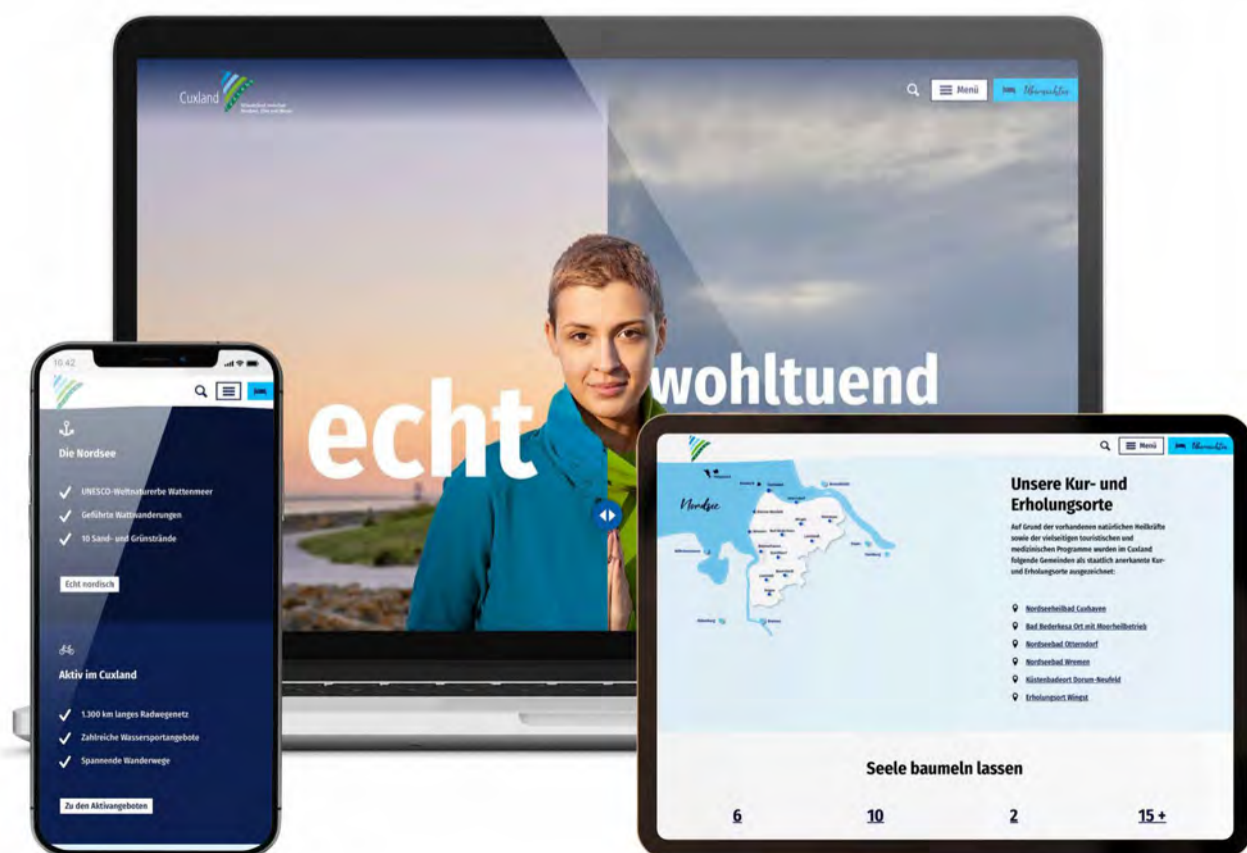 Cuxland
Menü
echt
wohltuend
10.42
Die Nordsee
UNESCO-Weltnaturerbe Wattenmeer
Geführte Wattwanderungen
10 Sand- und Grünstrände
Echt nordisch
Aktiv im Cuxland
1.300 km langes Radwegenetz
Zahlreiche Wassersportangebote
Spannende Wanderwege
Zu den Aktivangeboten
Menü
Nordsee
Unsere Kur- und
Erholungsorte
Auf Grund der vorhandenen natürlichen Heilkräfte
sowie der vielseitigen touristischen und
medizinischen Programme wurden im Cuxland
folgende Gemeinden als staatlich anerkannte Kur-
und Erholungsorte ausgezeichnet:
Nordseeheilbad Cuxhaven
Bad Bederkesa Ort mit Moorheilbetrieb
Nordseebad Otterndorf
Nordseebad Wremen
Küstenbadeort Dorum-Neufeld
Erholungsort Wingst
Seele baumeln lassen
6 10 2 15 +